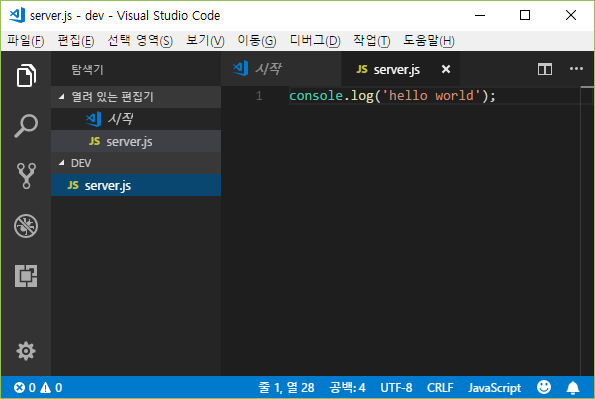 server.js - dev - Visual Studio Code
파일(F) 편집(E) 선택 영역(S) 보기(V) 이동(G) 디버그(D) 작업(T) 도움말(H)
탐색기
열려 있는 편집기
시작
JS server.js
DEV
JS server.js
시작 JS server.js
1 console.log('hello world');
0 0 줄 1, 열 28 공백: 4 UTF-8 CRLF JavaScript